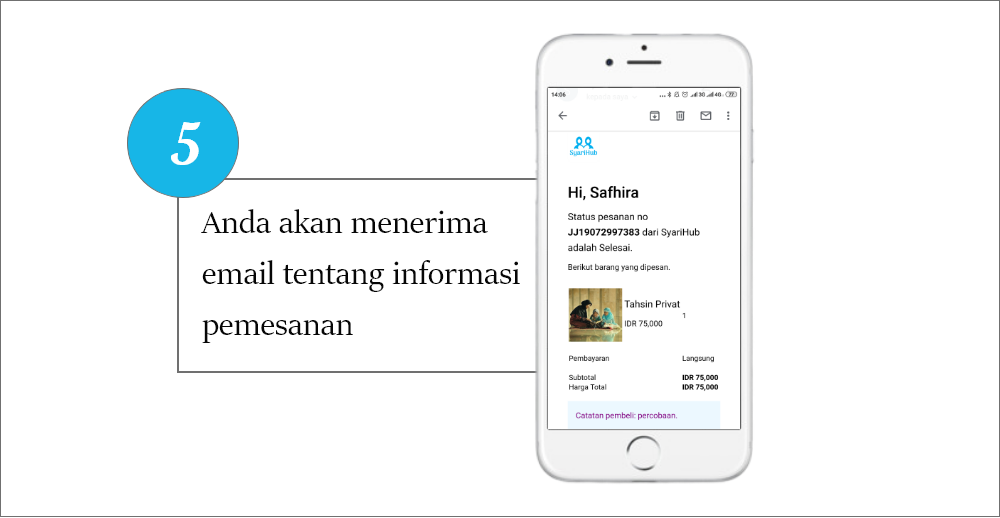 5
Anda akan menerima
email tentang informasi
pemesanan
14:06
3G
4G
SyariHub
Hi, Safhira
Status pesanan no
JJ19072997383 dari SyariHub
adalah Selesai.
Berikut barang yang dipesan.
Tahsin Privat
1
IDR 75,000
Pembayaran Langsung
Subtotal IDR 75,000
Harga Total IDR 75,000
Catatan pembeli: percobaan.